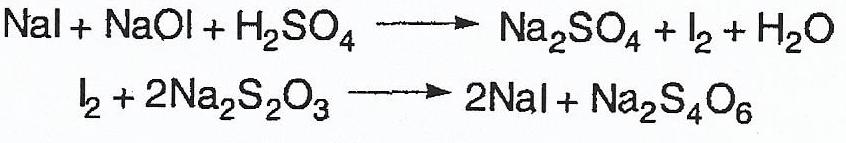 NaI + NaOI + H₂SO₄ ⟶ Na₂SO₄ + I₂ + H₂O
I₂ + 2Na₂S₂O₃ ⟶ 2NaI + Na₂S₄O₆